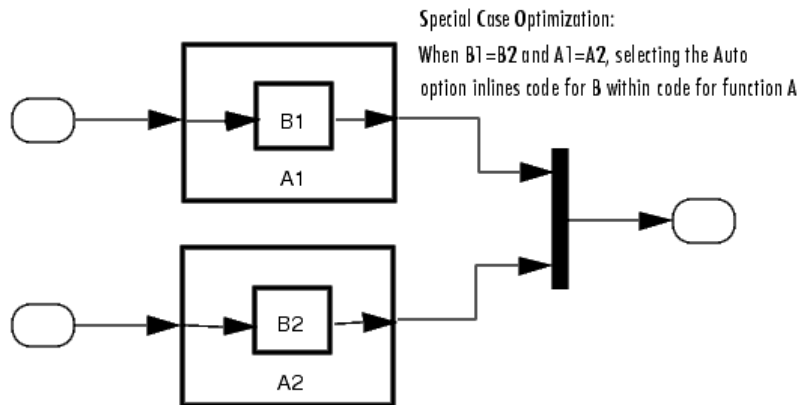 Special Case Optimization:
When B1=B2 and A1=A2, selecting the Auto
option inlines code for B within code for function A
B1
A1
B2
A2